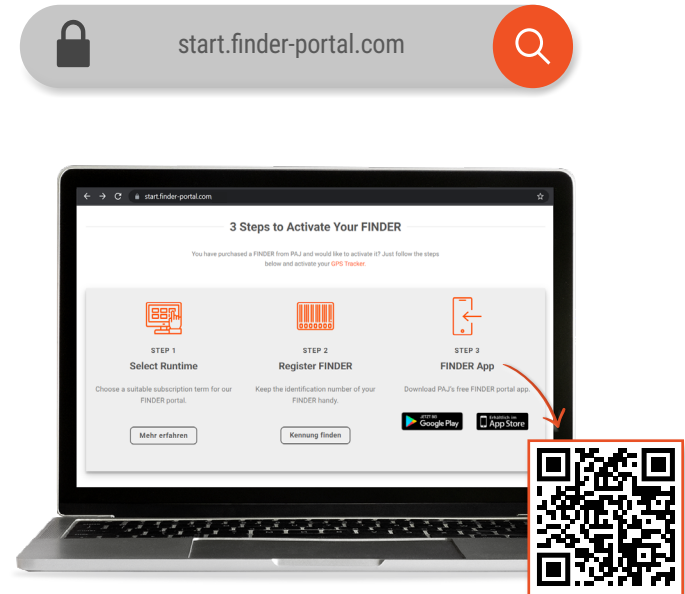 start.finder-portal.com
start.finder-portal.com
3 Steps to Activate Your FINDER
You have purchased a FINDER from PAJ and would like to activate it? Just follow the steps
below and activate your GPS Tracker.
STEP 1
Select Runtime
Choose a suitable subscription term for our
FINDER portal.
Mehr erfahren
STEP 2
Register FINDER
Keep the identification number of your
FINDER handy.
Kennung finden
STEP 3
FINDER App
Download PAJ's free FINDER portal app.
JETZT BEI
Google Play
Erhältlich im
App Store